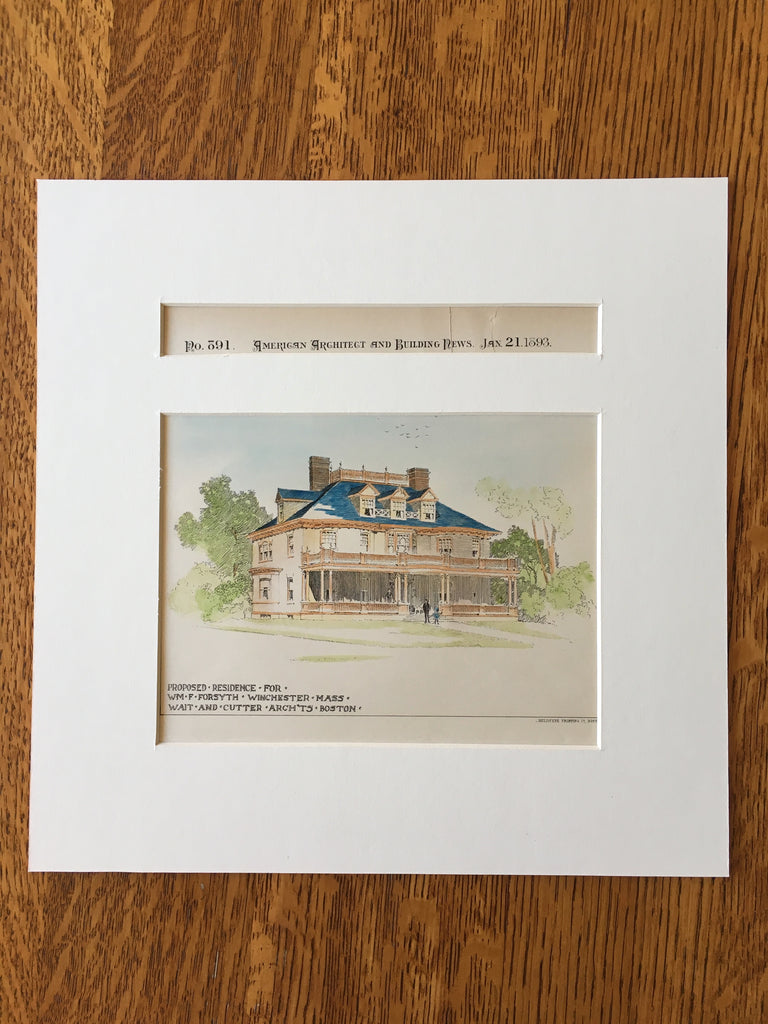 No. 891. American Architect and Building News. Jan. 21. 1893.
PROPOSED · RESIDENCE · FOR ·
WM · F · FORSYTH · WINCHESTER · MASS ·
WAIT · AND · CUTTER · ARCH'TS · BOSTON ·